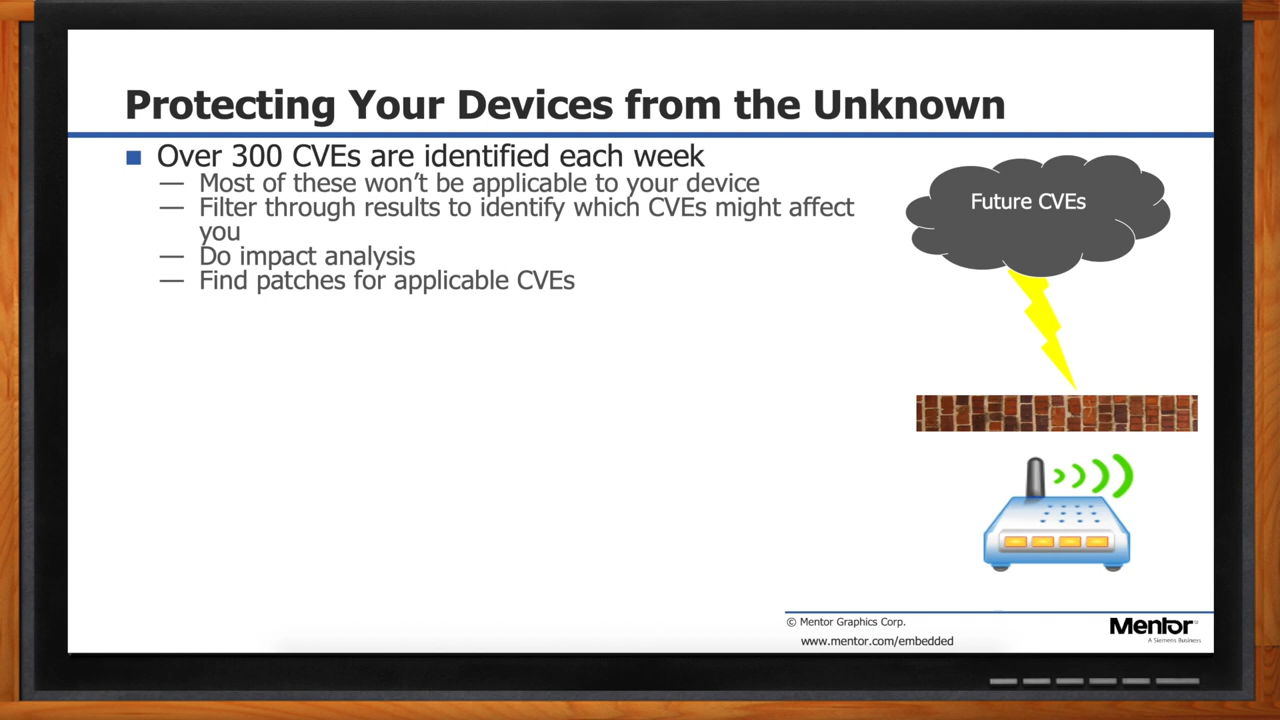 Protecting Your Devices from the Unknown
Over 300 CVEs are identified each week
— Most of these won't be applicable to your device
— Filter through results to identify which CVEs might affect
you
— Do impact analysis
— Find patches for applicable CVEs
Future CVEs
© Mentor Graphics Corp.
www.mentor.com/embedded
Mentor®
A Siemens Business